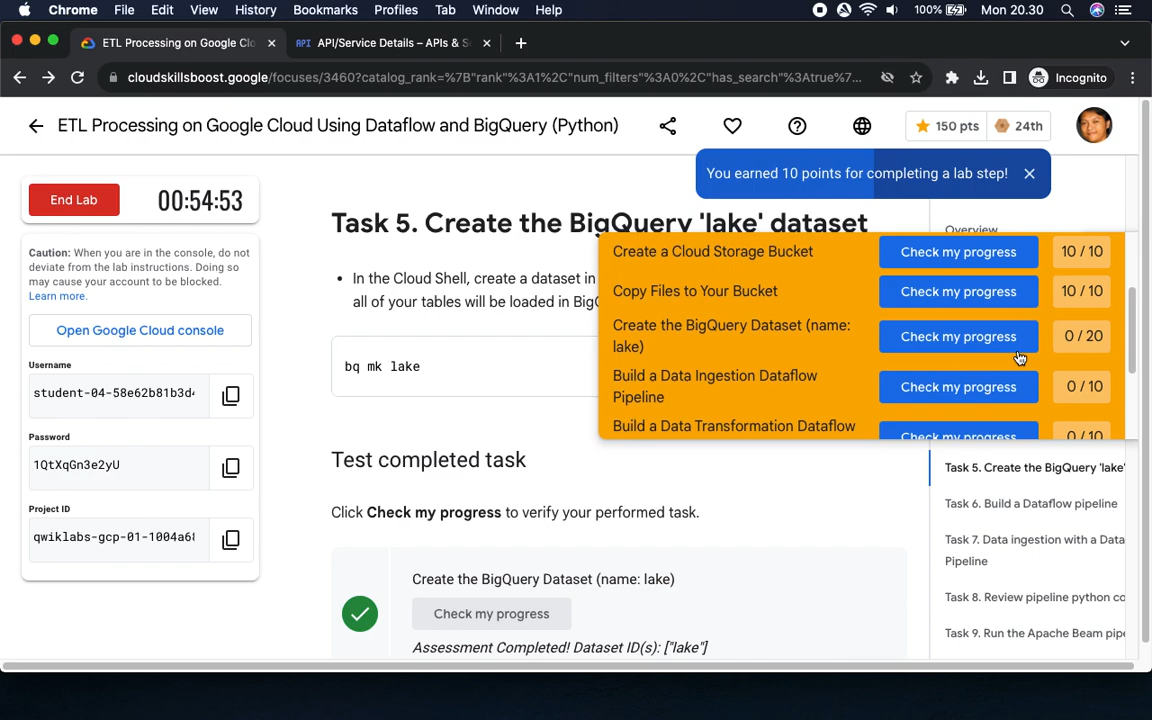 Chrome File Edit View History Bookmarks Profiles Tab Window Help 100% Mon 20.30
ETL Processing on Google Clo API API/Service Details – APIs & S
cloudskillsboost.google/focuses/3460?catalog_rank=%7B"rank"%3A1%2C"num_filters"%3A0%2C"has_search"%3Atrue%7... Incognito
ETL Processing on Google Cloud Using Dataflow and BigQuery (Python) 150 pts 24th
You earned 10 points for completing a lab step!
End Lab 00:54:53
Caution: When you are in the console, do not
deviate from the lab instructions. Doing so
may cause your account to be blocked.
Learn more.
Open Google Cloud console
Username
student-04-58e62b81b3d
Password
1QtXqGn3e2yU
Project ID
qwiklabs-gcp-01-1004a6
Task 5. Create the BigQuery 'lake' dataset
In the Cloud Shell, create a dataset in
all of your tables will be loaded in BigQ
bq mk lake
Test completed task
Click Check my progress to verify your performed task.
Create the BigQuery Dataset (name: lake)
Check my progress
Assessment Completed! Dataset ID(s): ["lake"]
Overview
Create a Cloud Storage Bucket Check my progress 10 / 10
Copy Files to Your Bucket Check my progress 10 / 10
Create the BigQuery Dataset (name:
lake) Check my progress 0 / 20
Build a Data Ingestion Dataflow
Pipeline Check my progress 0 / 10
Build a Data Transformation Dataflow Check my progress 0 / 10
Task 5. Create the BigQuery 'lake'
Task 6. Build a Dataflow pipeline
Task 7. Data ingestion with a Data
Pipeline
Task 8. Review pipeline python co
Task 9. Run the Apache Beam pipe